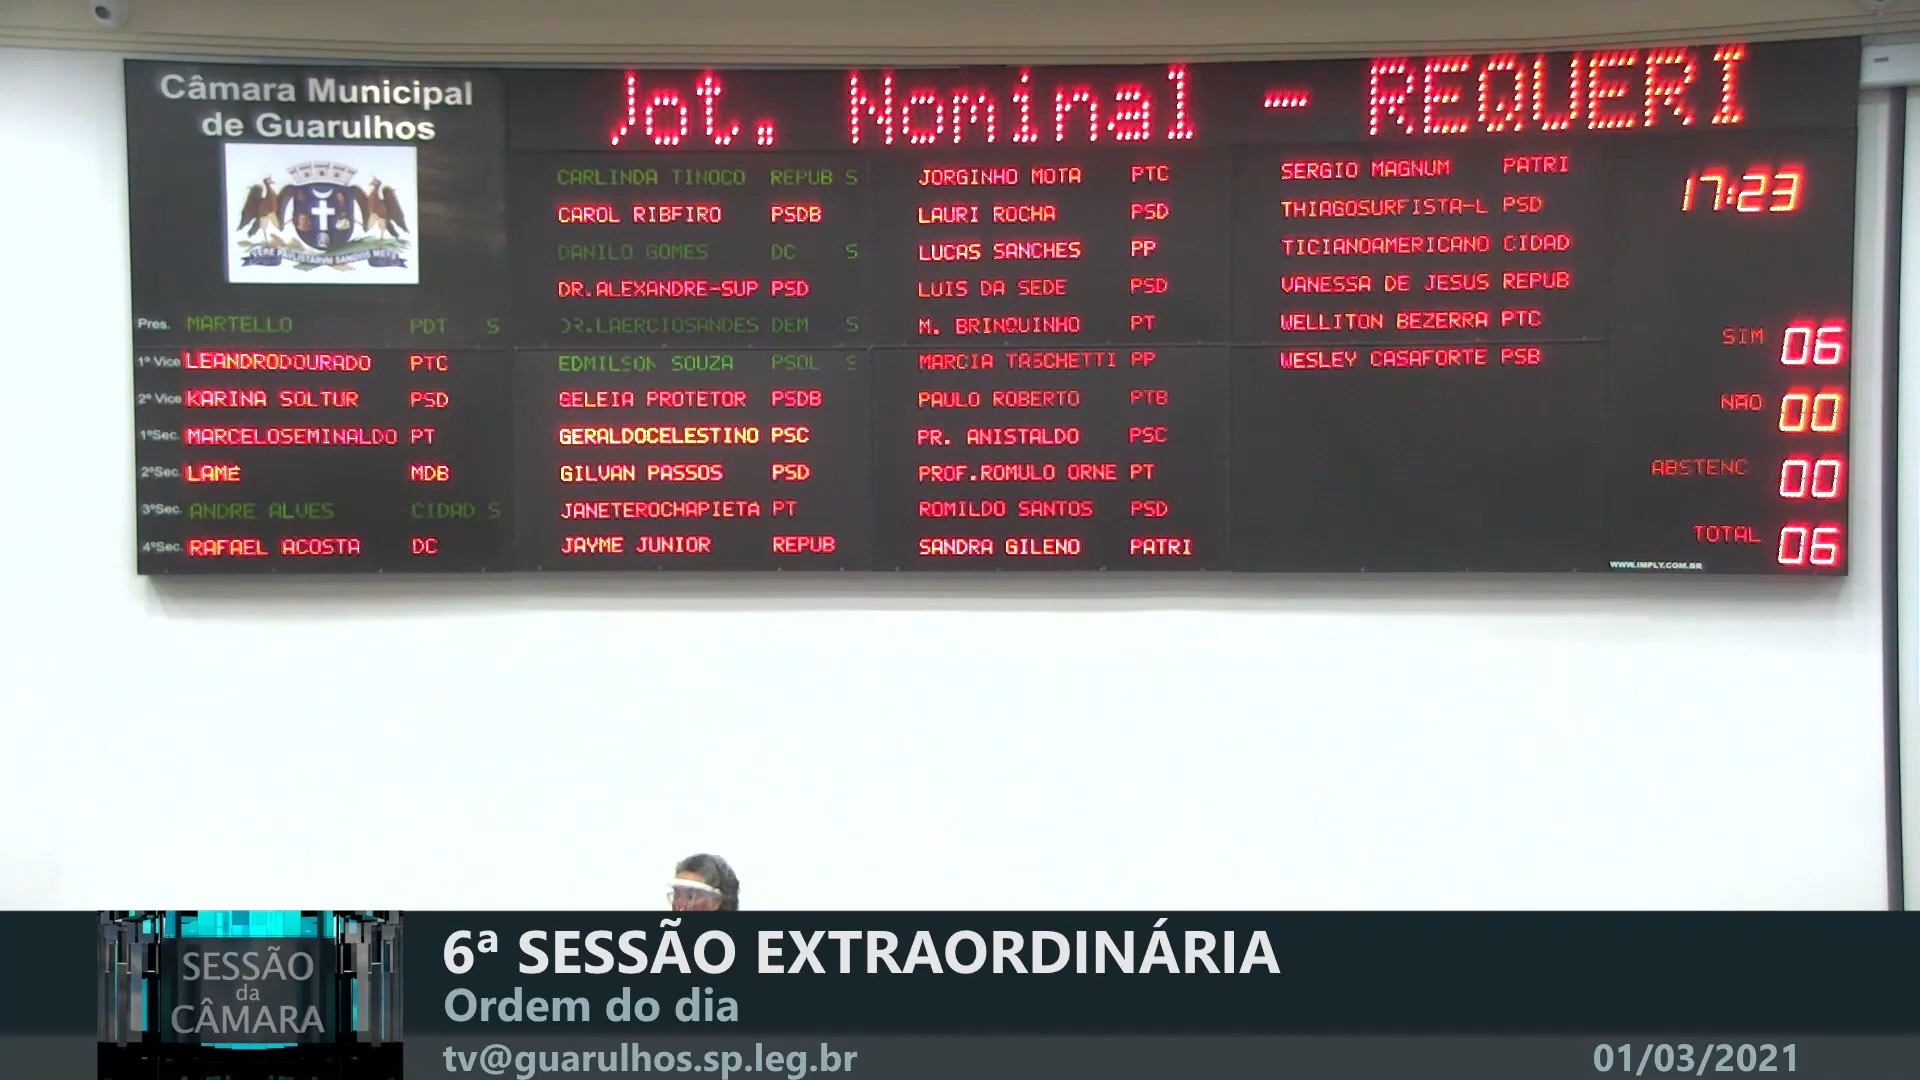 Câmara Municipal
de Guarulhos
VERE PAVLISTARVM SANGVIS MEVS
Vot. Nominal - REQUERI
17:23
Pres. MARTELLO PDT S
1º Vice LEANDRODOURADO PTC
2º Vice KARINA SOLTUR PSD
1ºSec. MARCELOSEMINALDO PT
2ºSec. LAMÉ MDB
3ºSec. ANDRE ALVES CIDAD S
4ºSec. RAFAEL ACOSTA DC
CARLINDA TINOCO REPUB S
CAROL RIBEIRO PSDB
DANILO GOMES DC S
DR.ALEXANDRE-SUP PSD
DR.LAERCIOSANDES DEM S
EDMILSON SOUZA PSOL S
GELEIA PROTETOR PSDB
GERALDOCELESTINO PSC
GILVAN PASSOS PSD
JANETEROCHAPIETA PT
JAYME JUNIOR REPUB
JORGINHO MOTA PTC
LAURI ROCHA PSD
LUCAS SANCHES PP
LUIS DA SEDE PSD
M. BRINQUINHO PT
MARCIA TASCHETTI PP
PAULO ROBERTO PTB
PR. ANISTALDO PSC
PROF.ROMULO ORNE PT
ROMILDO SANTOS PSD
SANDRA GILENO PATRI
SERGIO MAGNUM PATRI
THIAGOSURFISTA-L PSD
TICIANOAMERICANO CIDAD
VANESSA DE JESUS REPUB
WELLITON BEZERRA PTC
WESLEY CASAFORTE PSB
SIM 06
NÃO 00
ABSTENC 00
TOTAL 06
WWW.IMPLY.COM.BR
SESSÃO
da
CÂMARA
6ª SESSÃO EXTRAORDINÁRIA
Ordem do dia
tv@guarulhos.sp.leg.br
01/03/2021